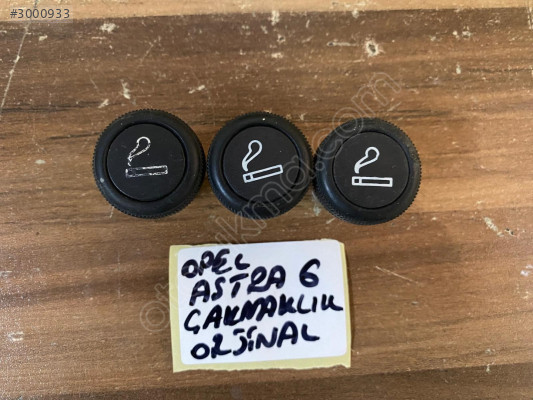 #3000933
OPEL
ASTRA G
ÇAKMAKLIK
ORJİNAL